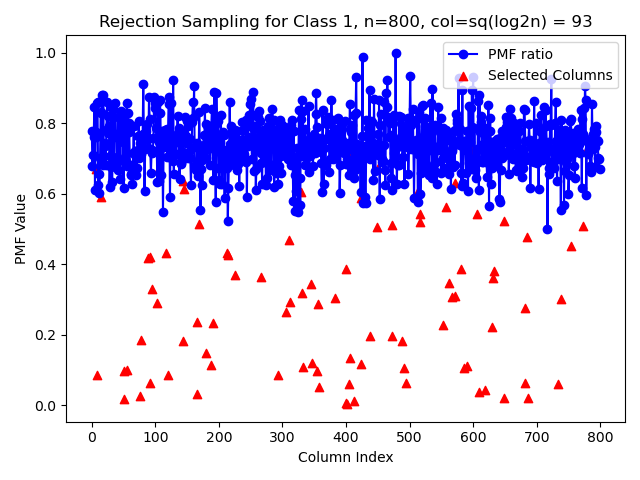 Rejection Sampling for Class 1, n=800, col=sq(log2n) = 93
PMF ratio
Selected Columns
PMF Value
1.0
0.8
0.6
0.4
0.2
0.0
0 100 200 300 400 500 600 700 800
Column Index